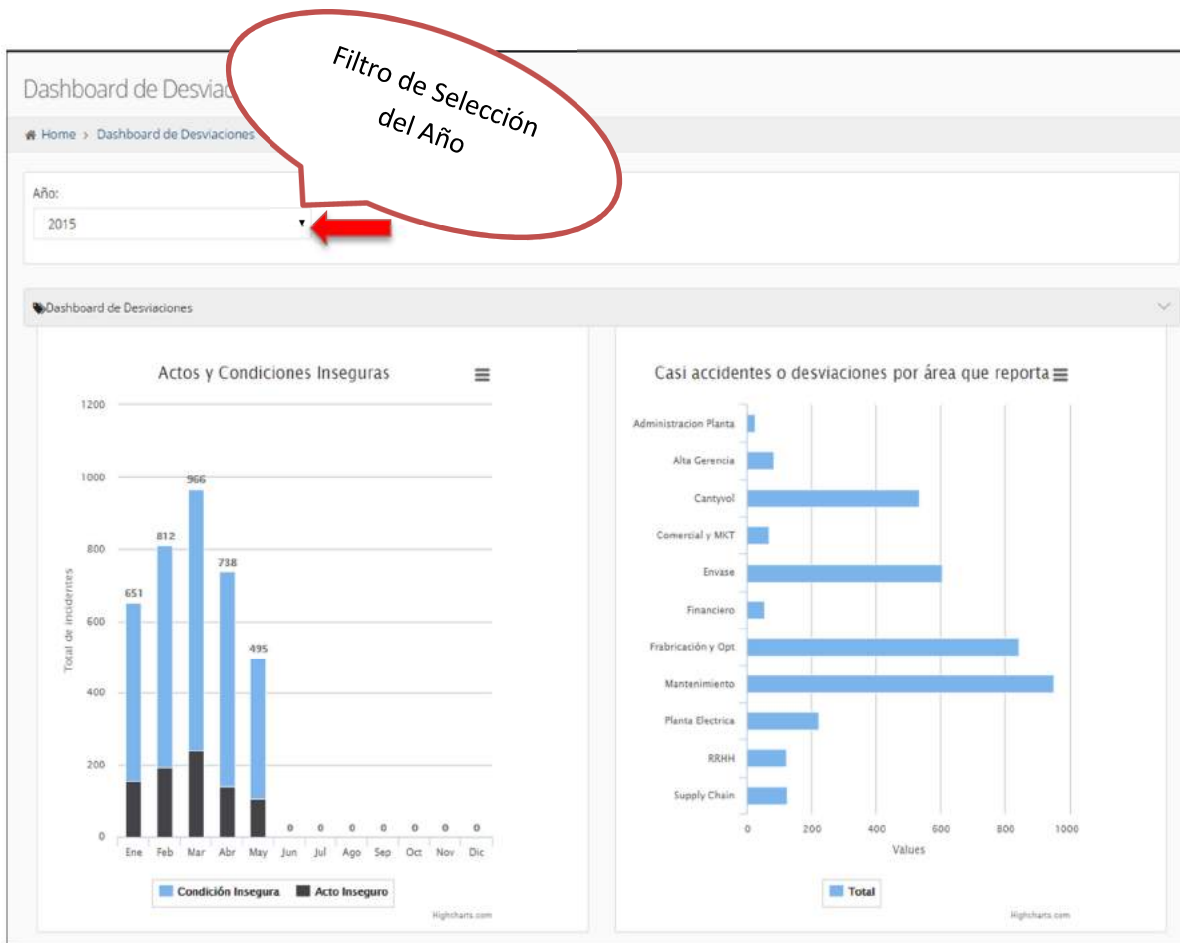 Filtro de Selección
del Año
Dashboard de Desviac
Home > Dashboard de Desviaciones
Año:
2015
Dashboard de Desviaciones
Actos y Condiciones Inseguras
1200
1000
800
600
400
200
0
Total de incidentes
651
812
966
738
495
0
0
0
0
0
0
0
Ene Feb Mar Abr May Jun Jul Ago Sep Oct Nov Dic
Condición Insegura Acto Inseguro
Highcharts.com
Casi accidentes o desviaciones por área que reporta
Administracion Planta
Alta Gerencia
Cantyvol
Comercial y MKT
Envase
Financiero
Frabricación y Opt
Mantenimiento
Planta Electrica
RRHH
Supply Chain
0 200 400 600 800 1000
Values
Total
Highcharts.com